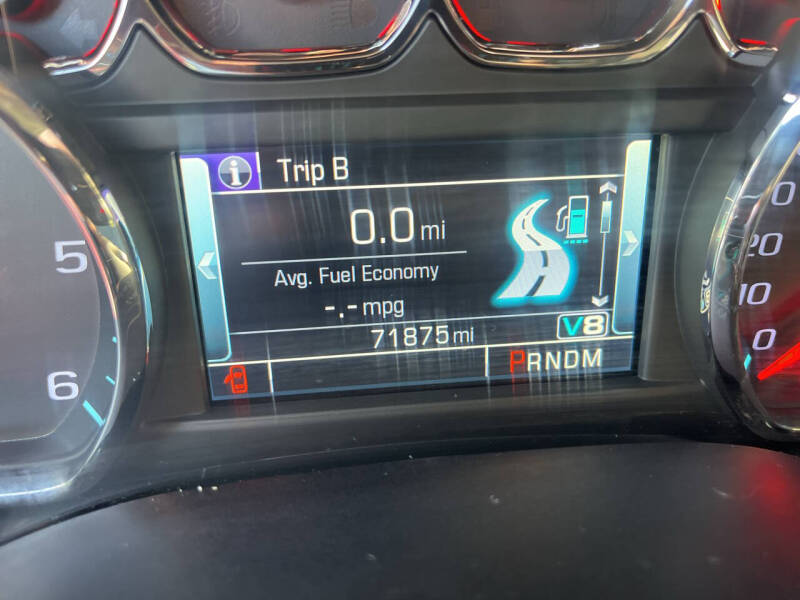 i Trip B
0.0 mi
Avg. Fuel Economy
-.- mpg
71875 mi
V8
PRNDM
5
6
20
10
0